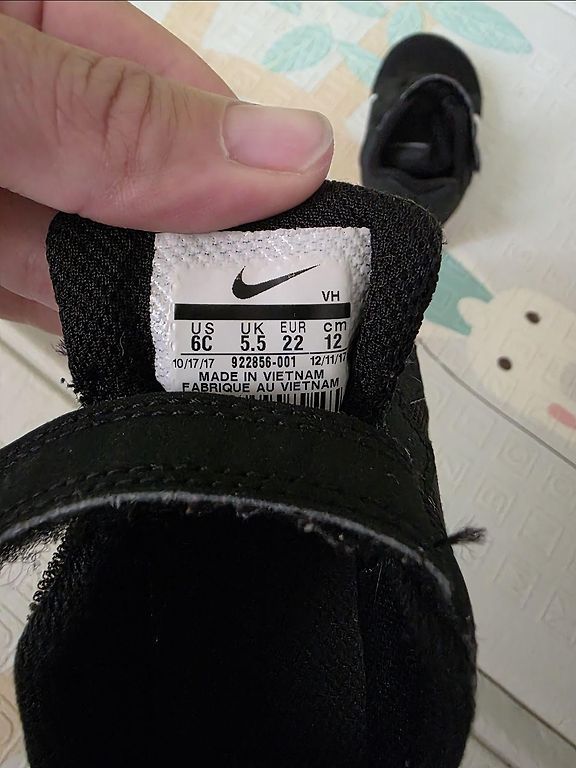 VH
US UK EUR cm
6C 5.5 22 12
10/17/17 922856-001 12/11/17
MADE IN VIETNAM
FABRIQUE AU VIETNAM